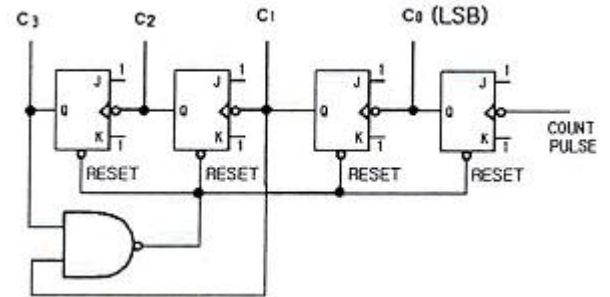 C3 C2 C1 C0 (LSB)
J 1 J 1 J 1 J 1
Q Q Q Q
K 1 K 1 K 1 K 1
COUNT
PULSE
RESET RESET RESET RESET